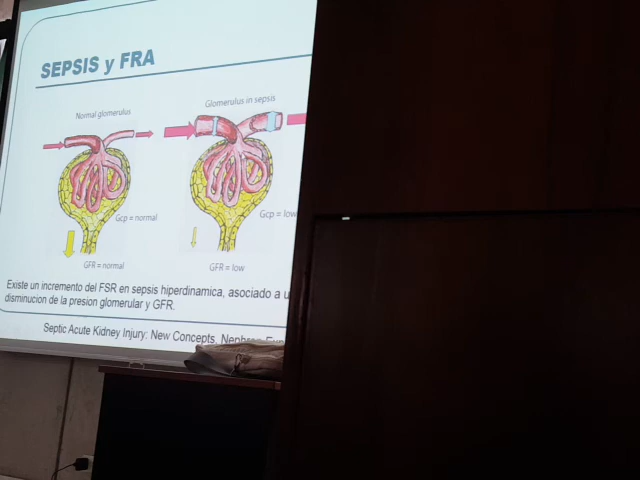 SEPSIS y FRA
Normal glomerulus
Glomerulus in sepsis
Gcp = normal
Gcp = low
GFR = normal
GFR = low
Existe un incremento del FSR en sepsis hiperdinamica, asociado a
disminucion de la presion glomerular y GFR.
Septic Acute Kidney Injury: New Concepts,